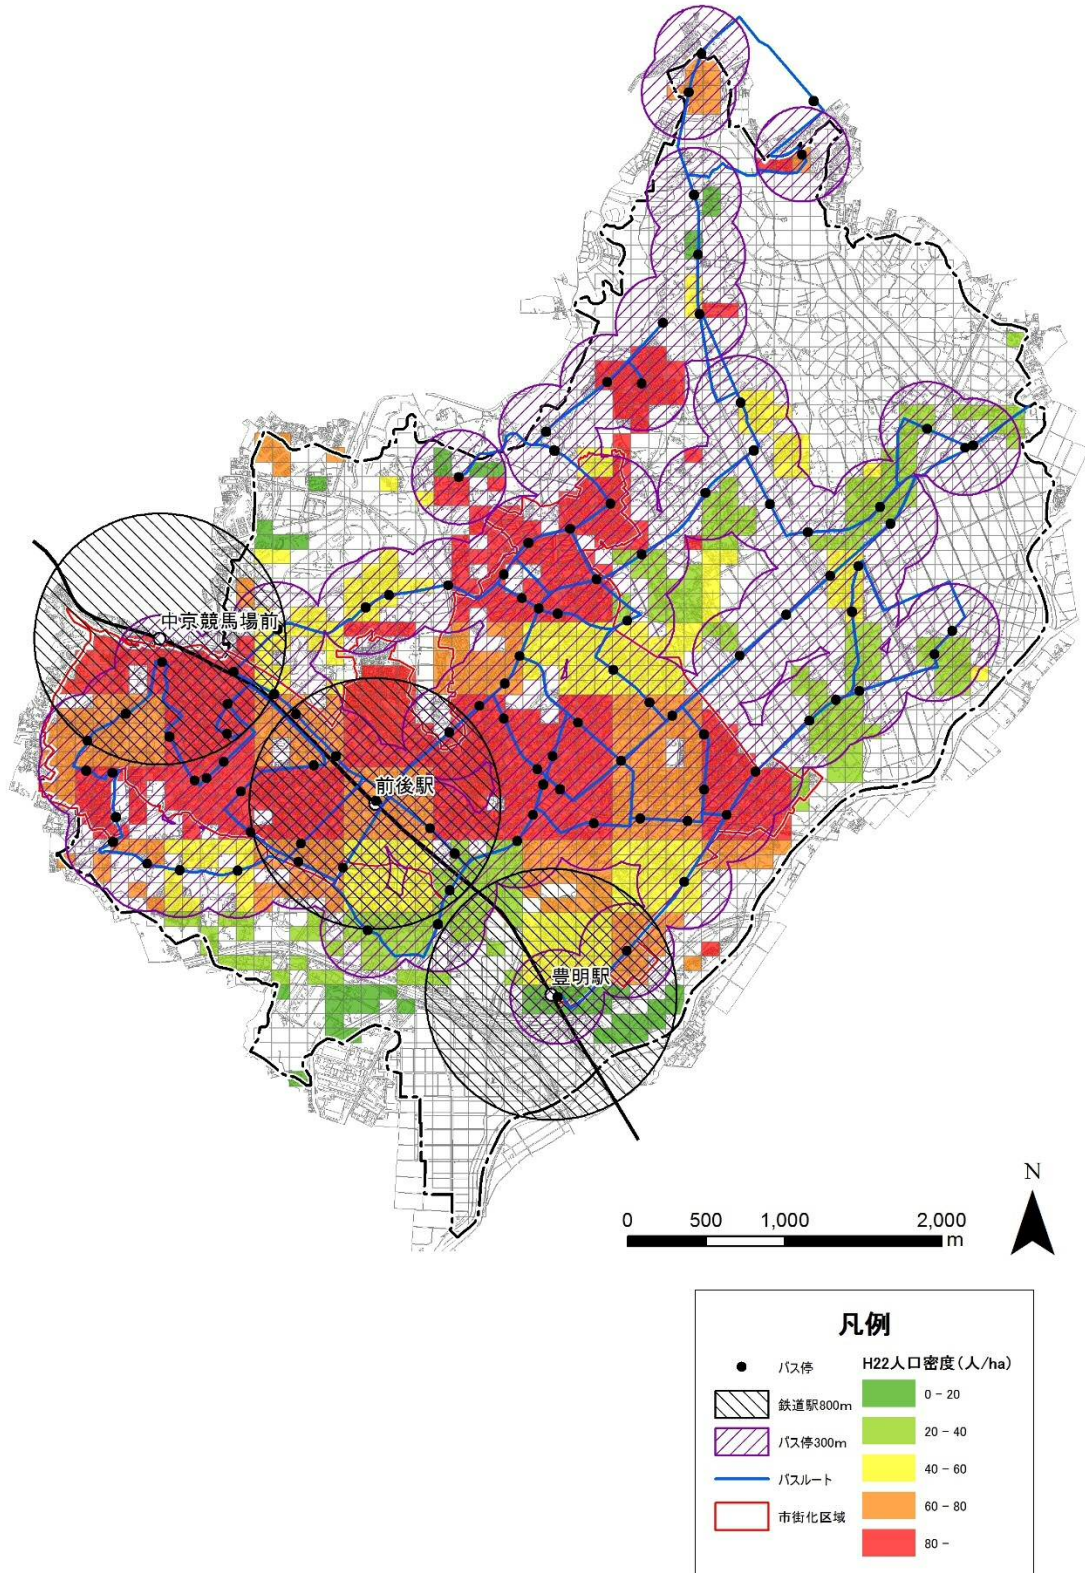 中京競馬場前
前後駅
豊明駅
N
0 500 1,000 2,000
m
凡例
バス停
鉄道駅800m
バス停300m
バスルート
市街化区域
H22人口密度(人/ha)
0 - 20
20 - 40
40 - 60
60 - 80
80 -